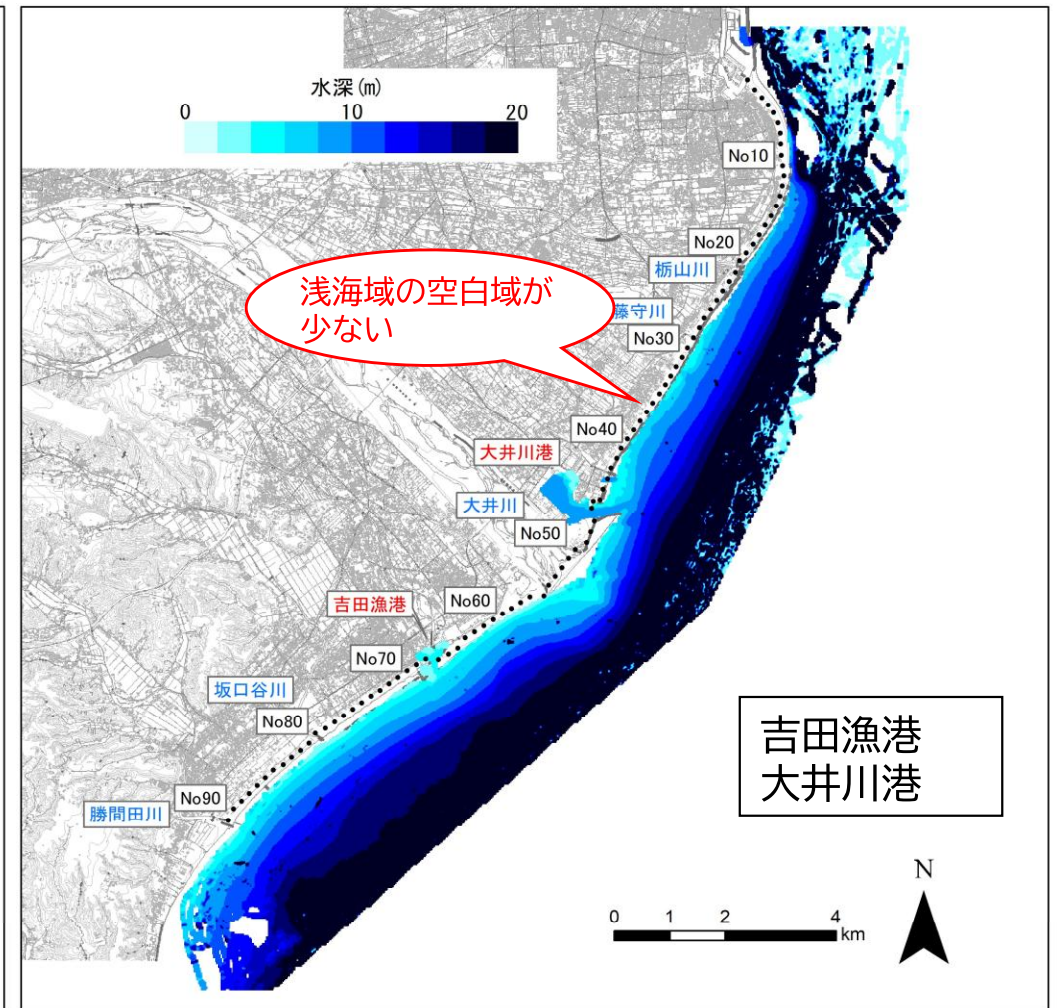 水深(m)
0 10 20
No10
No20
栃山川
浅海域の空白域が
少ない
藤守川
No30
No40
大井川港
大井川
No50
No60
吉田漁港
No70
坂口谷川
No80
No90
勝間田川
吉田漁港
大井川港
N
0 1 2 4
km